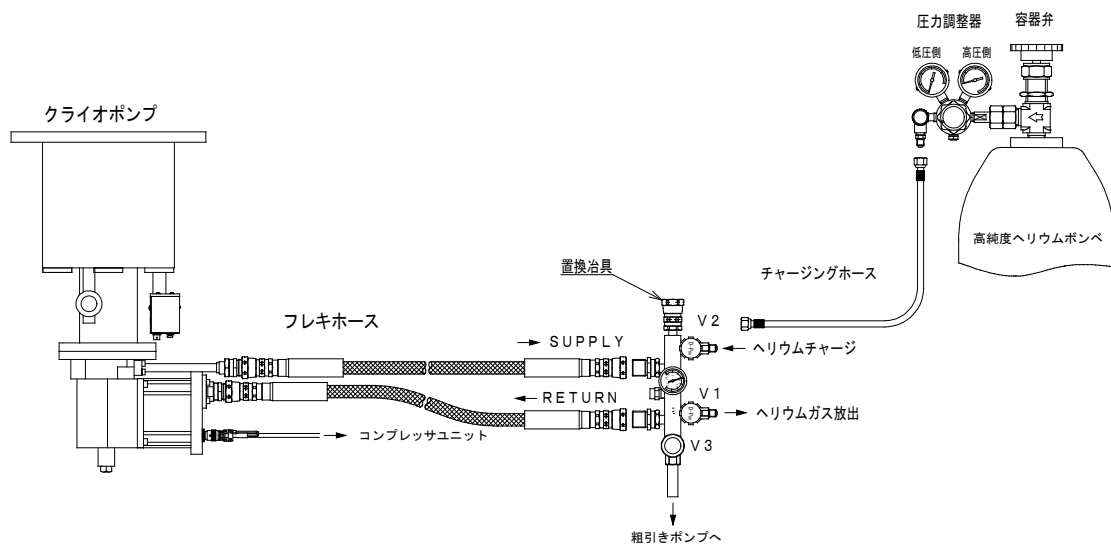 圧力調整器
容器弁
低圧側
高圧側
クライオポンプ
高純度ヘリウムボンベ
置換冶具
チャージングホース
フレキホース
V2
SUPPLY
ヘリウムチャージ
RETURN
V1
ヘリウムガス放出
コンプレッサユニット
V3
粗引きポンプへ